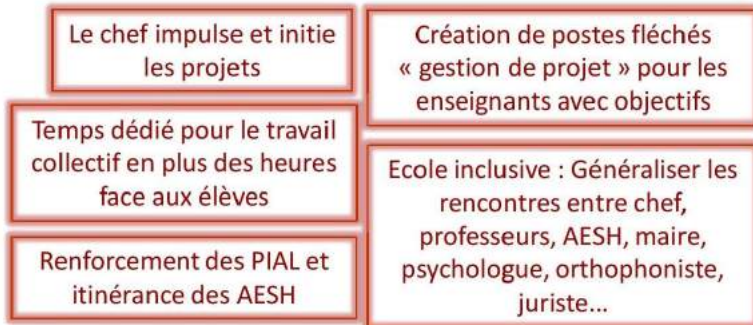 Le chef impulse et initie
les projets
Temps dédié pour le travail
collectif en plus des heures
face aux élèves
Renforcement des PIAL et
itinérance des AESH
Création de postes fléchés
« gestion de projet » pour les
enseignants avec objectifs
Ecole inclusive : Généraliser les
rencontres entre chef,
professeurs, AESH, maire,
psychologue, orthophoniste,
juriste...